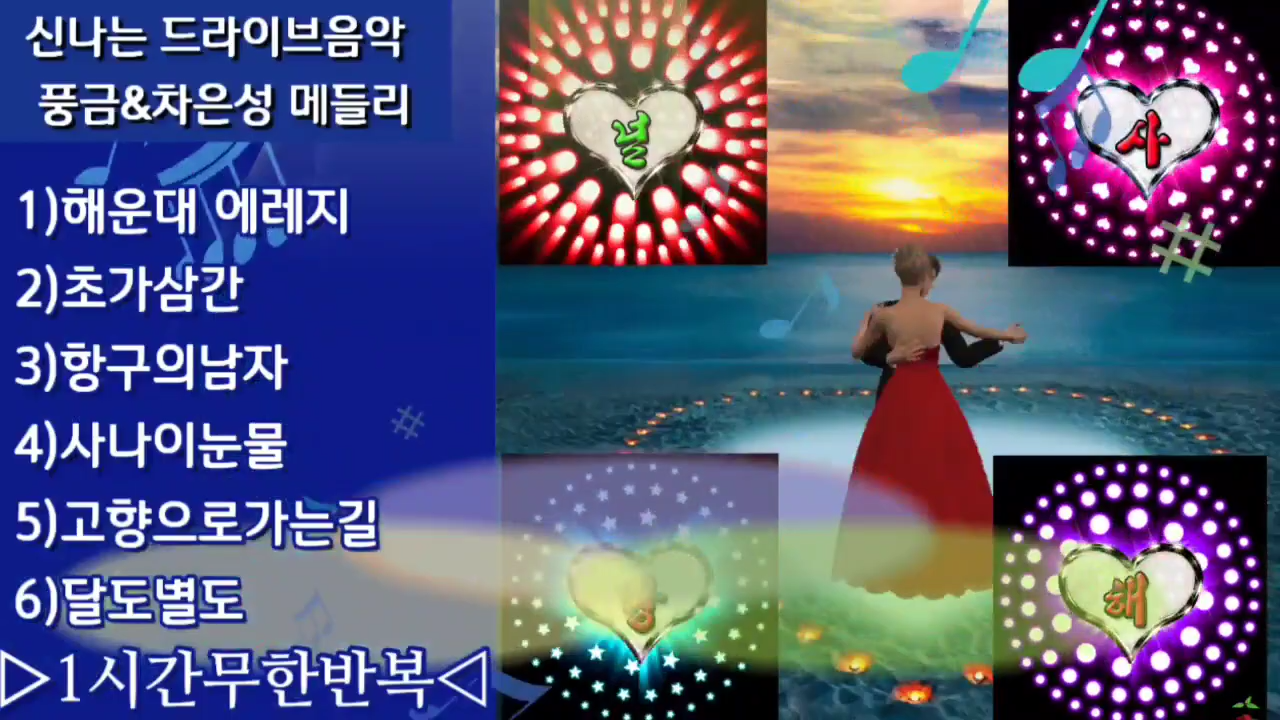 신나는 드라이브음악
풍금&차은성 메들리
1)해운대 에레지
2)초가삼간
3)항구의남자
4)사나이눈물
5)고향으로가는길
6)달도별도
▷1시간무한반복◁
널
사
해